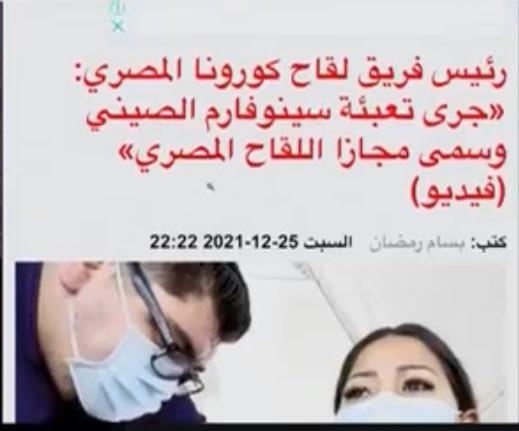 رئيس فريق لقاح كورونا المصري:
«جرى تعبئة سينوفارم الصيني
وسمى مجازا اللقاح المصري»
(فيديو)
كتب: بسام رمضان السبت 25-12-2021 22:22